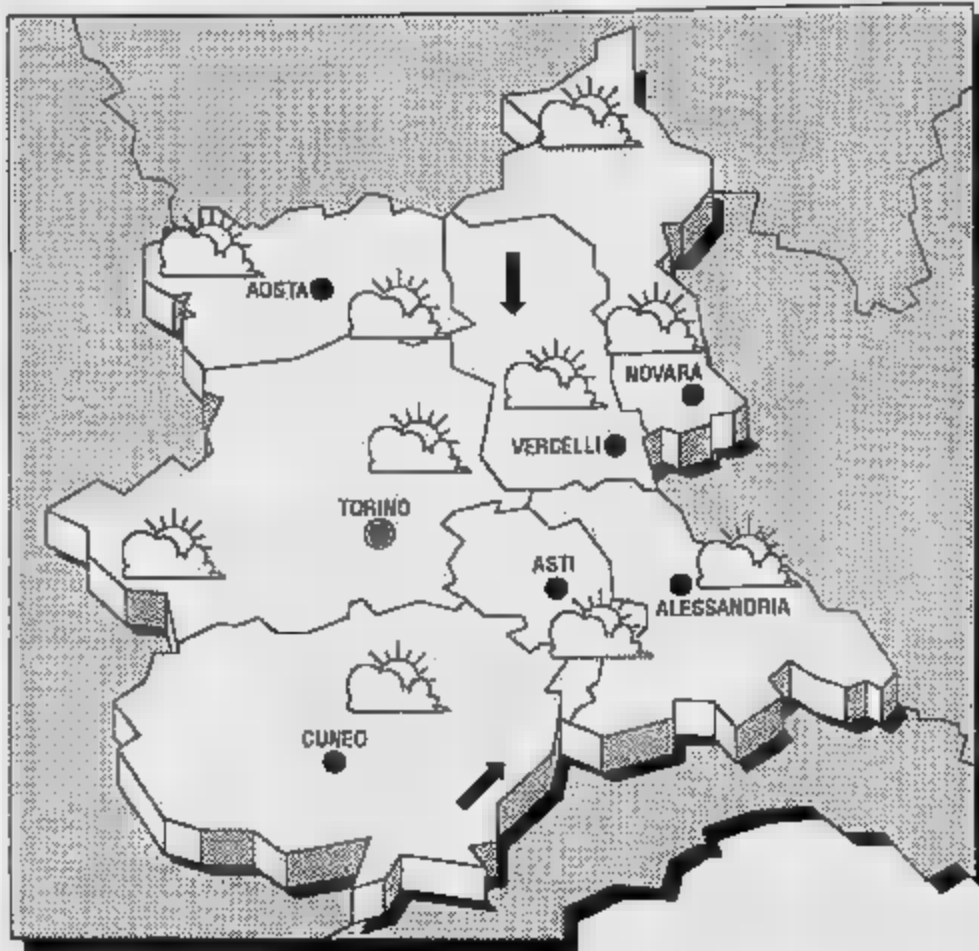 AOSTA
NOVARA
VERCELLI
TORINO
ASTI
ALESSANDRIA
CUNEO